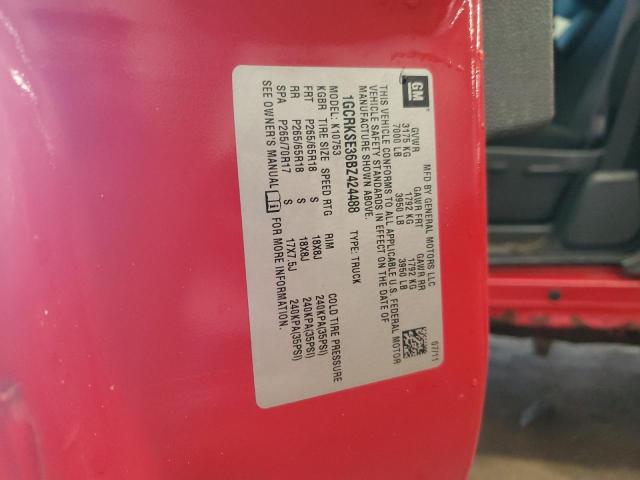 GM
MFD BY GENERAL MOTORS LLC
07/11
GVWR GAWR FRT GAWR RR
3175 KG 1792 KG 1792 KG
7000 LB 3950 LB 3950 LB
THIS VEHICLE CONFORMS TO ALL APPLICABLE U.S. FEDERAL MOTOR
VEHICLE SAFETY STANDARDS IN EFFECT ON THE DATE OF
MANUFACTURE SHOWN ABOVE.
1GCRKSE36BZ424488 TYPE: TRUCK
MODEL: K10753
KGBR TIRE SIZE SPEED RTG RIM COLD TIRE PRESSURE
FRT P265/65R18 S 18X8J 240KPA(35PSI)
RR P265/65R18 S 18X8J 240KPA(35PSI)
SPA P265/70R17 S 17X7.5J 240KPA(35PSI)
SEE OWNER'S MANUAL i FOR MORE INFORMATION.